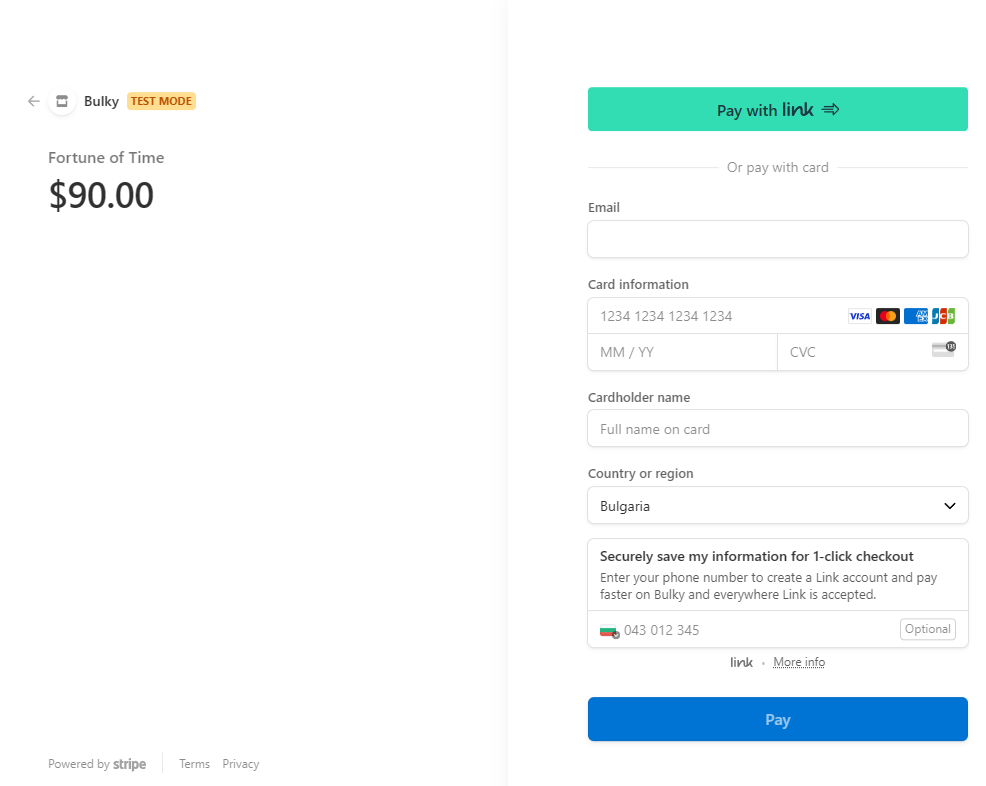 Bulky TEST MODE
Fortune of Time
$90.00
Powered by stripe Terms Privacy
Pay with link
Or pay with card
Email
Card information
1234 1234 1234 1234 VISA JCB
MM / YY CVC
Cardholder name
Full name on card
Country or region
Bulgaria
Securely save my information for 1-click checkout
Enter your phone number to create a Link account and pay
faster on Bulky and everywhere Link is accepted.
043 012 345 Optional
link • More info
Pay